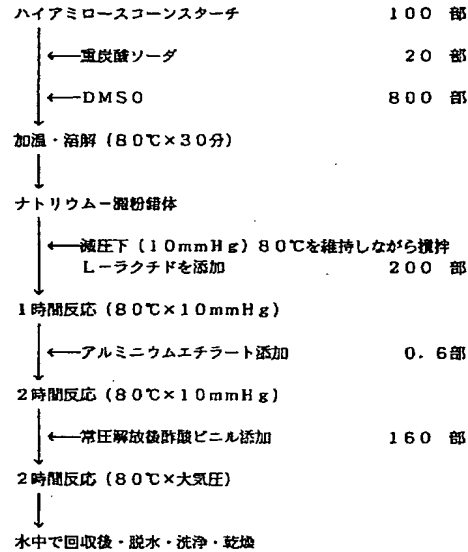 ハイアミロースコーンスターチ 100 部
←重炭酸ソーダ 20 部
←DMSO 800 部
加温・溶解(80℃×30分)
ナトリウム−澱粉錯体
←減圧下(10mmHg)80℃を維持しながら攪拌
L−ラクチドを添加 200 部
1時間反応(80℃×10mmHg)
←アルミニウムエチラート添加 0.6部
2時間反応(80℃×10mmHg)
←常圧解放後酢酸ビニル添加 160 部
2時間反応(80℃×大気圧)
水中で回収後・脱水・洗浄・乾燥